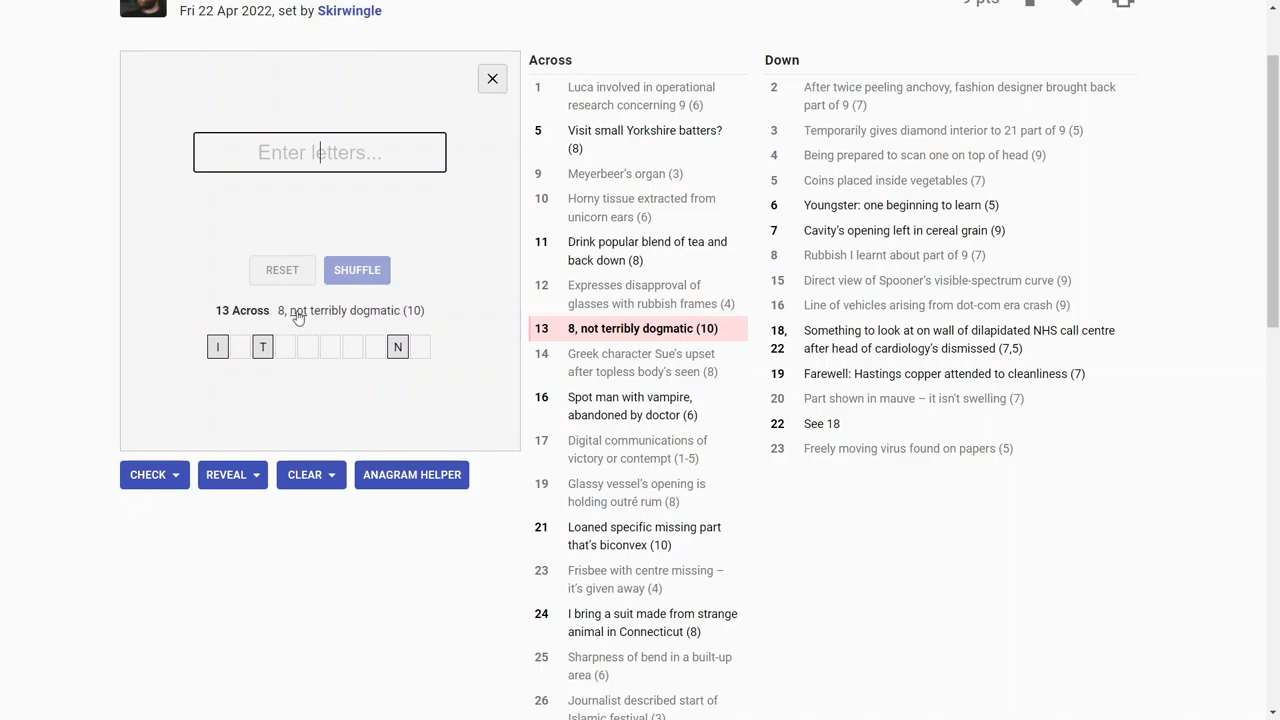 Fri 22 Apr 2022, set by Skirwingle
9 pts
Enter letters...
RESET
SHUFFLE
13 Across 8, not terribly dogmatic (10)
I T N
CHECK
REVEAL
CLEAR
ANAGRAM HELPER
Across
1 Luca involved in operational
research concerning 9 (6)
5 Visit small Yorkshire batters?
(8)
9 Meyerbeer's organ (3)
10 Horny tissue extracted from
unicorn ears (6)
11 Drink popular blend of tea and
back down (8)
12 Expresses disapproval of
glasses with rubbish frames (4)
13 8, not terribly dogmatic (10)
14 Greek character Sue's upset
after topless body's seen (8)
16 Spot man with vampire,
abandoned by doctor (6)
17 Digital communications of
victory or contempt (1-5)
19 Glassy vessel's opening is
holding outré rum (8)
21 Loaned specific missing part
that's biconvex (10)
23 Frisbee with centre missing –
it's given away (4)
24 I bring a suit made from strange
animal in Connecticut (8)
25 Sharpness of bend in a built-up
area (6)
26 Journalist described start of
Islamic festival (3)
Down
2 After twice peeling anchovy, fashion designer brought back
part of 9 (7)
3 Temporarily gives diamond interior to 21 part of 9 (5)
4 Being prepared to scan one on top of head (9)
5 Coins placed inside vegetables (7)
6 Youngster: one beginning to learn (5)
7 Cavity's opening left in cereal grain (9)
8 Rubbish I learnt about part of 9 (7)
15 Direct view of Spooner's visible-spectrum curve (9)
16 Line of vehicles arising from dot-com era crash (9)
18, Something to look at on wall of dilapidated NHS call centre
22 after head of cardiology's dismissed (7,5)
19 Farewell: Hastings copper attended to cleanliness (7)
20 Part shown in mauve – it isn't swelling (7)
22 See 18
23 Freely moving virus found on papers (5)